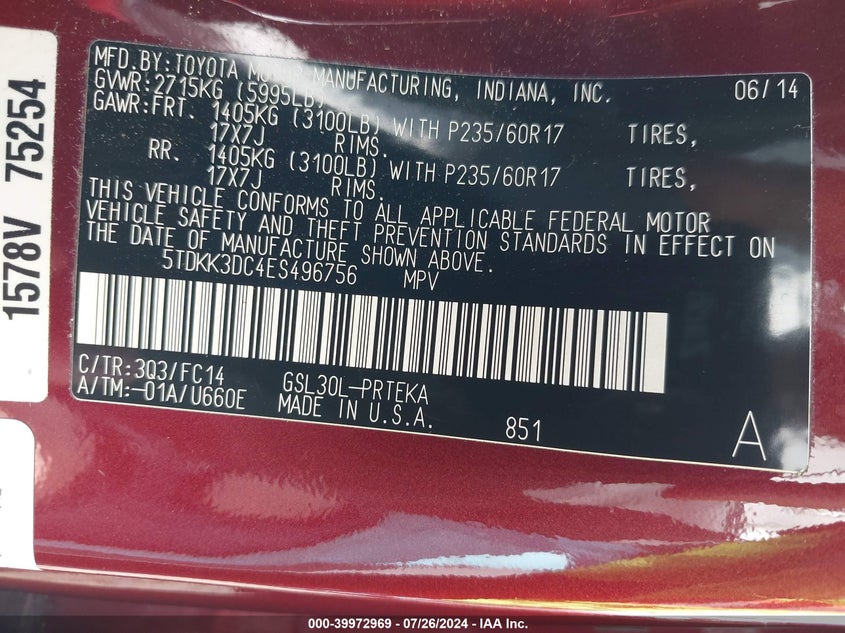 MFD. BY: TOYOTA MOTOR MANUFACTURING, INDIANA, INC. 06/14
GVWR: 2715KG (5995LB)
GAWR: FRT. 1405KG (3100LB) WITH P235/60R17 TIRES,
17X7J RIMS.
RR. 1405KG (3100LB) WITH P235/60R17 TIRES,
17X7J RIMS.
THIS VEHICLE CONFORMS TO ALL APPLICABLE FEDERAL MOTOR
VEHICLE SAFETY AND THEFT PREVENTION STANDARDS IN EFFECT ON
THE DATE OF MANUFACTURE SHOWN ABOVE.
5TDKK3DC4ES496756 MPV
C/TR: 3Q3/FC14 GSL30L-PRTEKA
A/TM: -01A/U660E MADE IN U.S.A.
851 A
1578V 75254
000-39972969 - 07/26/2024 - IAA Inc.